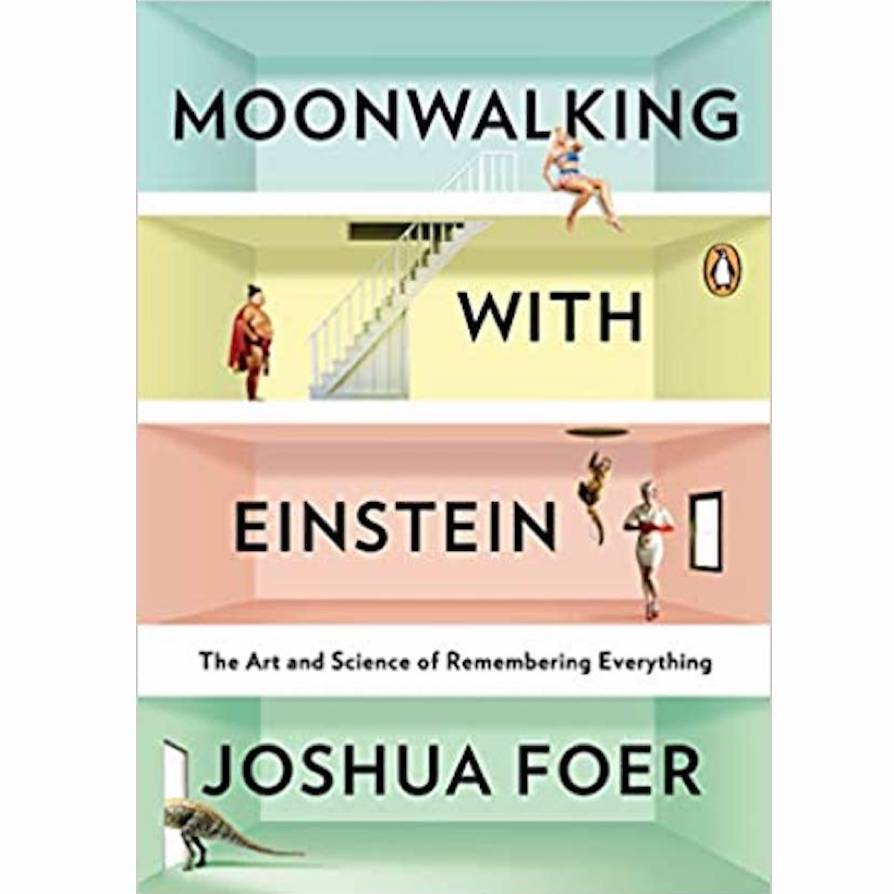 MOONWALKING
WITH
EINSTEIN
The Art and Science of Remembering Everything
JOSHUA FOER